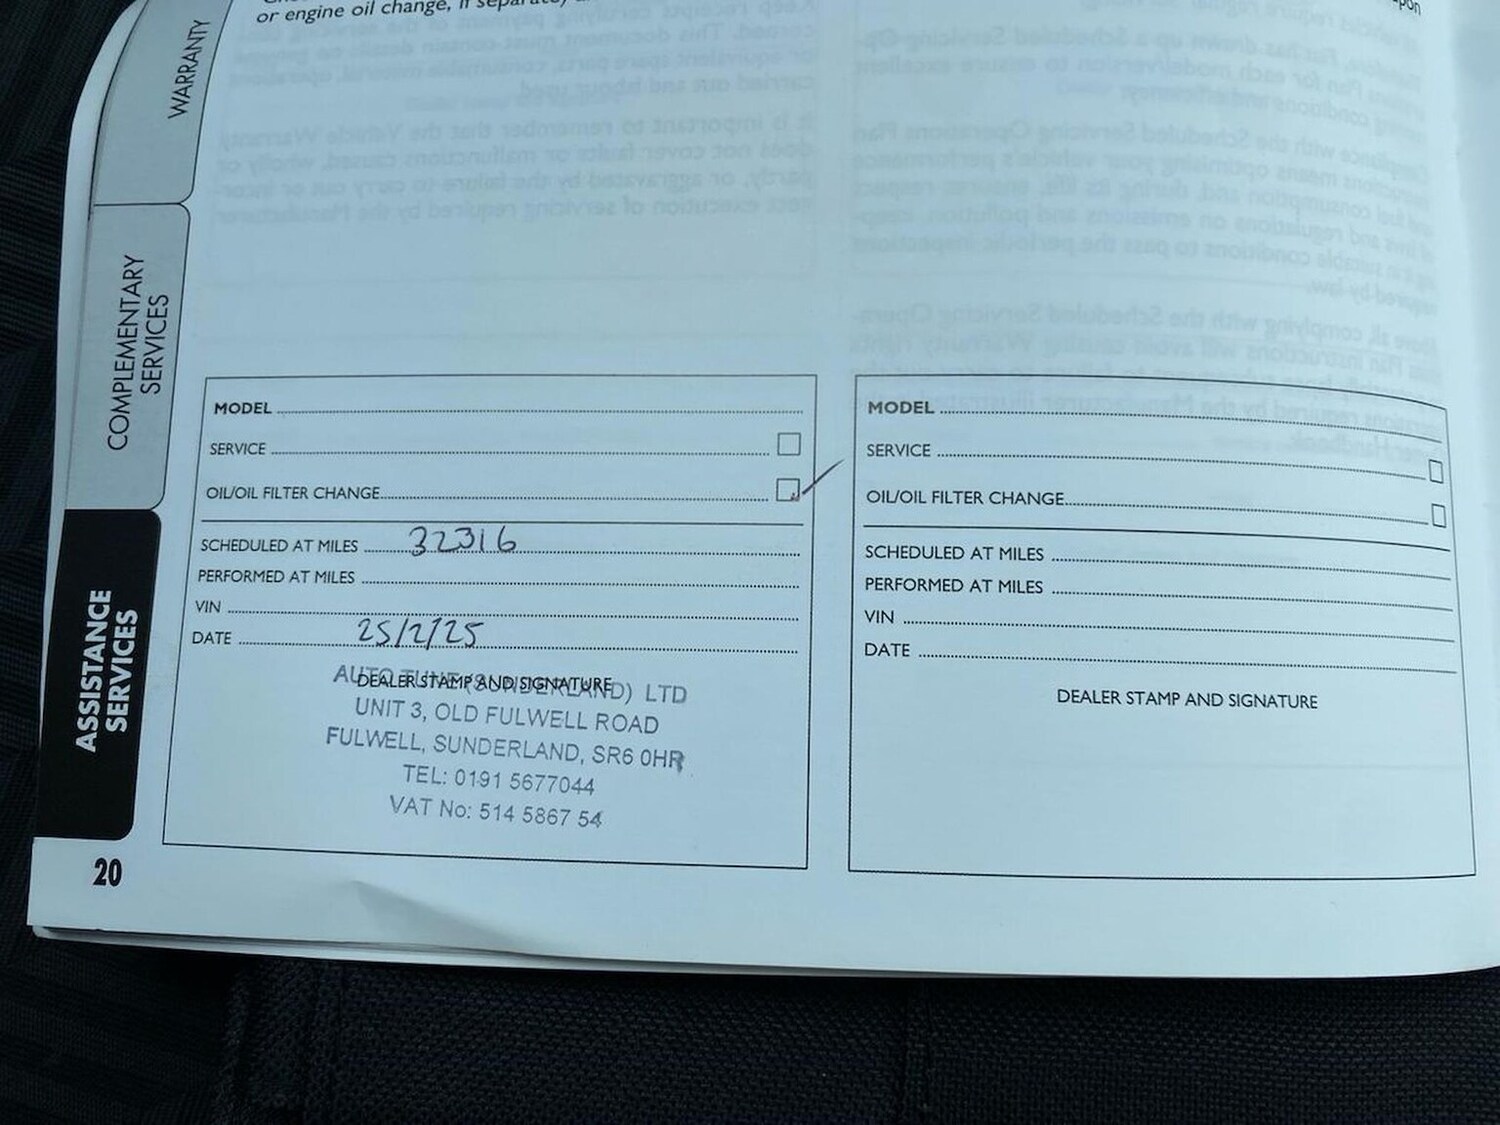 or engine oil change, if separate)
WARRANTY
COMPLEMENTARY
SERVICES
ASSISTANCE
SERVICES
20
MODEL
SERVICE
OIL/OIL FILTER CHANGE
SCHEDULED AT MILES 32316
PERFORMED AT MILES
VIN
DATE 25/2/25
DEALER STAMP AND SIGNATURE
AUTO TUNE (SUNDERLAND) LTD
UNIT 3, OLD FULWELL ROAD
FULWELL, SUNDERLAND, SR6 0HR
TEL: 0191 5677044
VAT No: 514 5867 54
MODEL
SERVICE
OIL/OIL FILTER CHANGE
SCHEDULED AT MILES
PERFORMED AT MILES
VIN
DATE
DEALER STAMP AND SIGNATURE